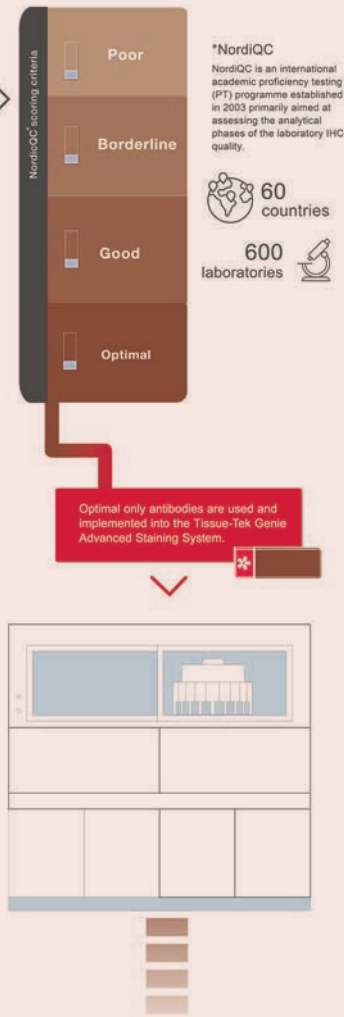 NordicQC* scoring criteria
Poor
Borderline
Good
Optimal
*NordiQC
NordiQC is an international
academic proficiency testing
(PT) programme established
in 2003 primarily aimed at
assessing the analytical
phases of the laboratory IHC
quality.
60
countries
600
laboratories
Optimal only antibodies are used and
implemented into the Tissue-Tek Genie
Advanced Staining System.